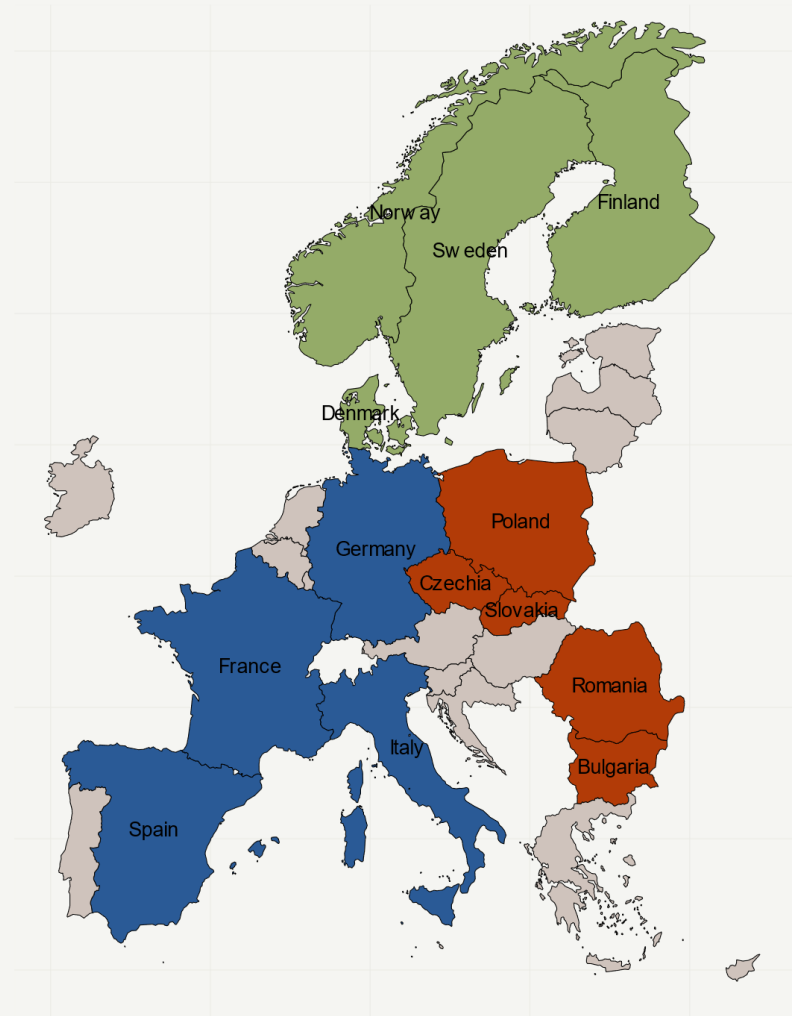 Norway
Finland
Sweden
Denmark
Poland
Germany
Czechia
Slovakia
France
Romania
Italy
Bulgaria
Spain